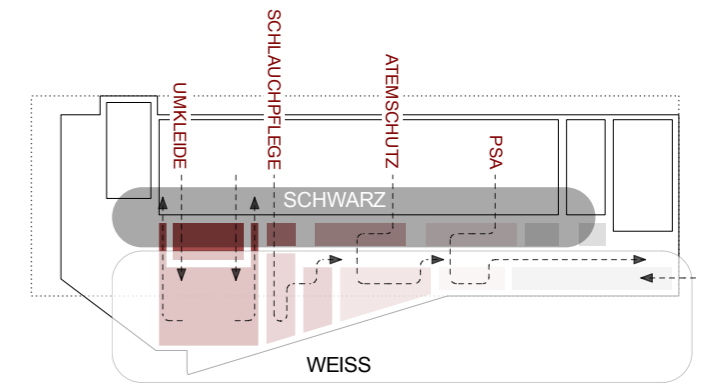 SCHLAUCHPFLEGE
UMKLEIDE
ATEMSCHUTZ
PSA
SCHWARZ
WEISS